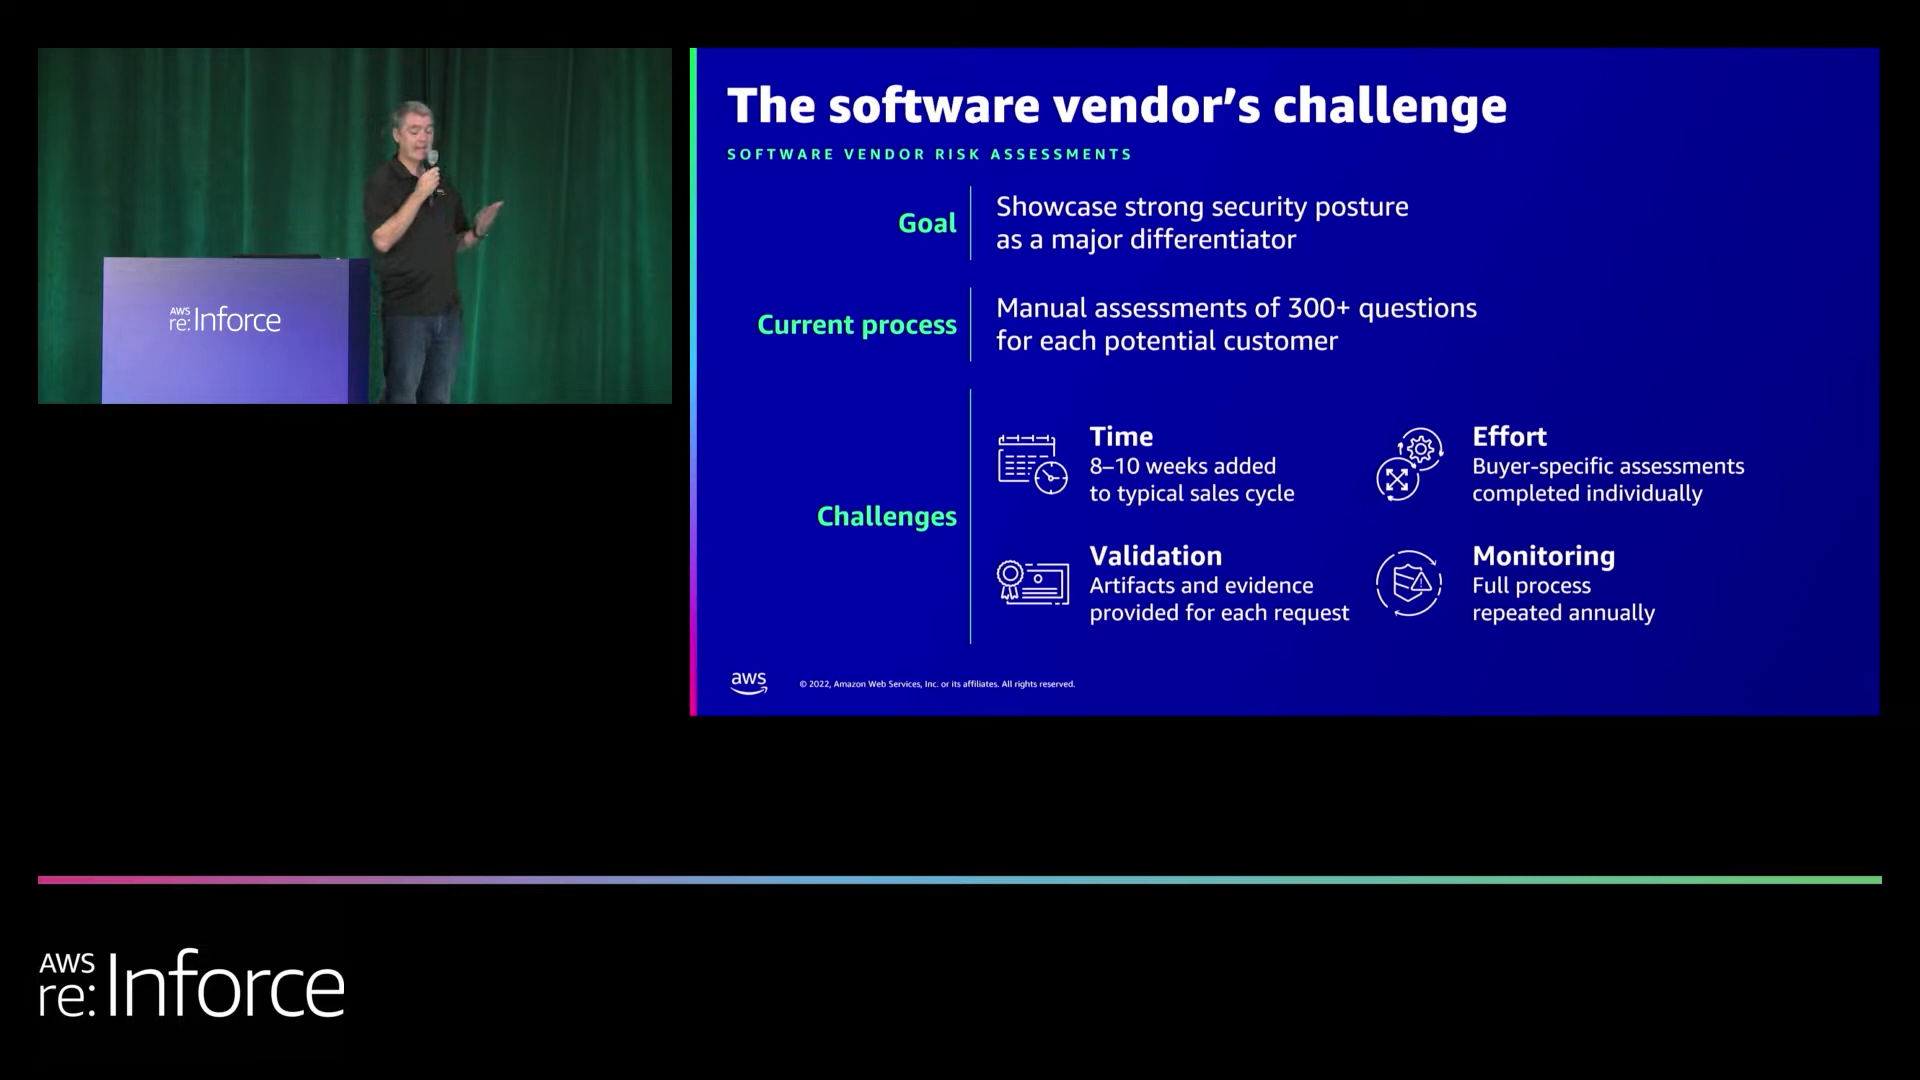 AWS
re:Inforce
The software vendor’s challenge
SOFTWARE VENDOR RISK ASSESSMENTS
Goal
Showcase strong security posture
as a major differentiator
Current process
Manual assessments of 300+ questions
for each potential customer
Challenges
Time
8–10 weeks added
to typical sales cycle
Effort
Buyer-specific assessments
completed individually
Validation
Artifacts and evidence
provided for each request
Monitoring
Full process
repeated annually
aws
© 2022, Amazon Web Services, Inc. or its affiliates. All rights reserved.
AWS
re:Inforce